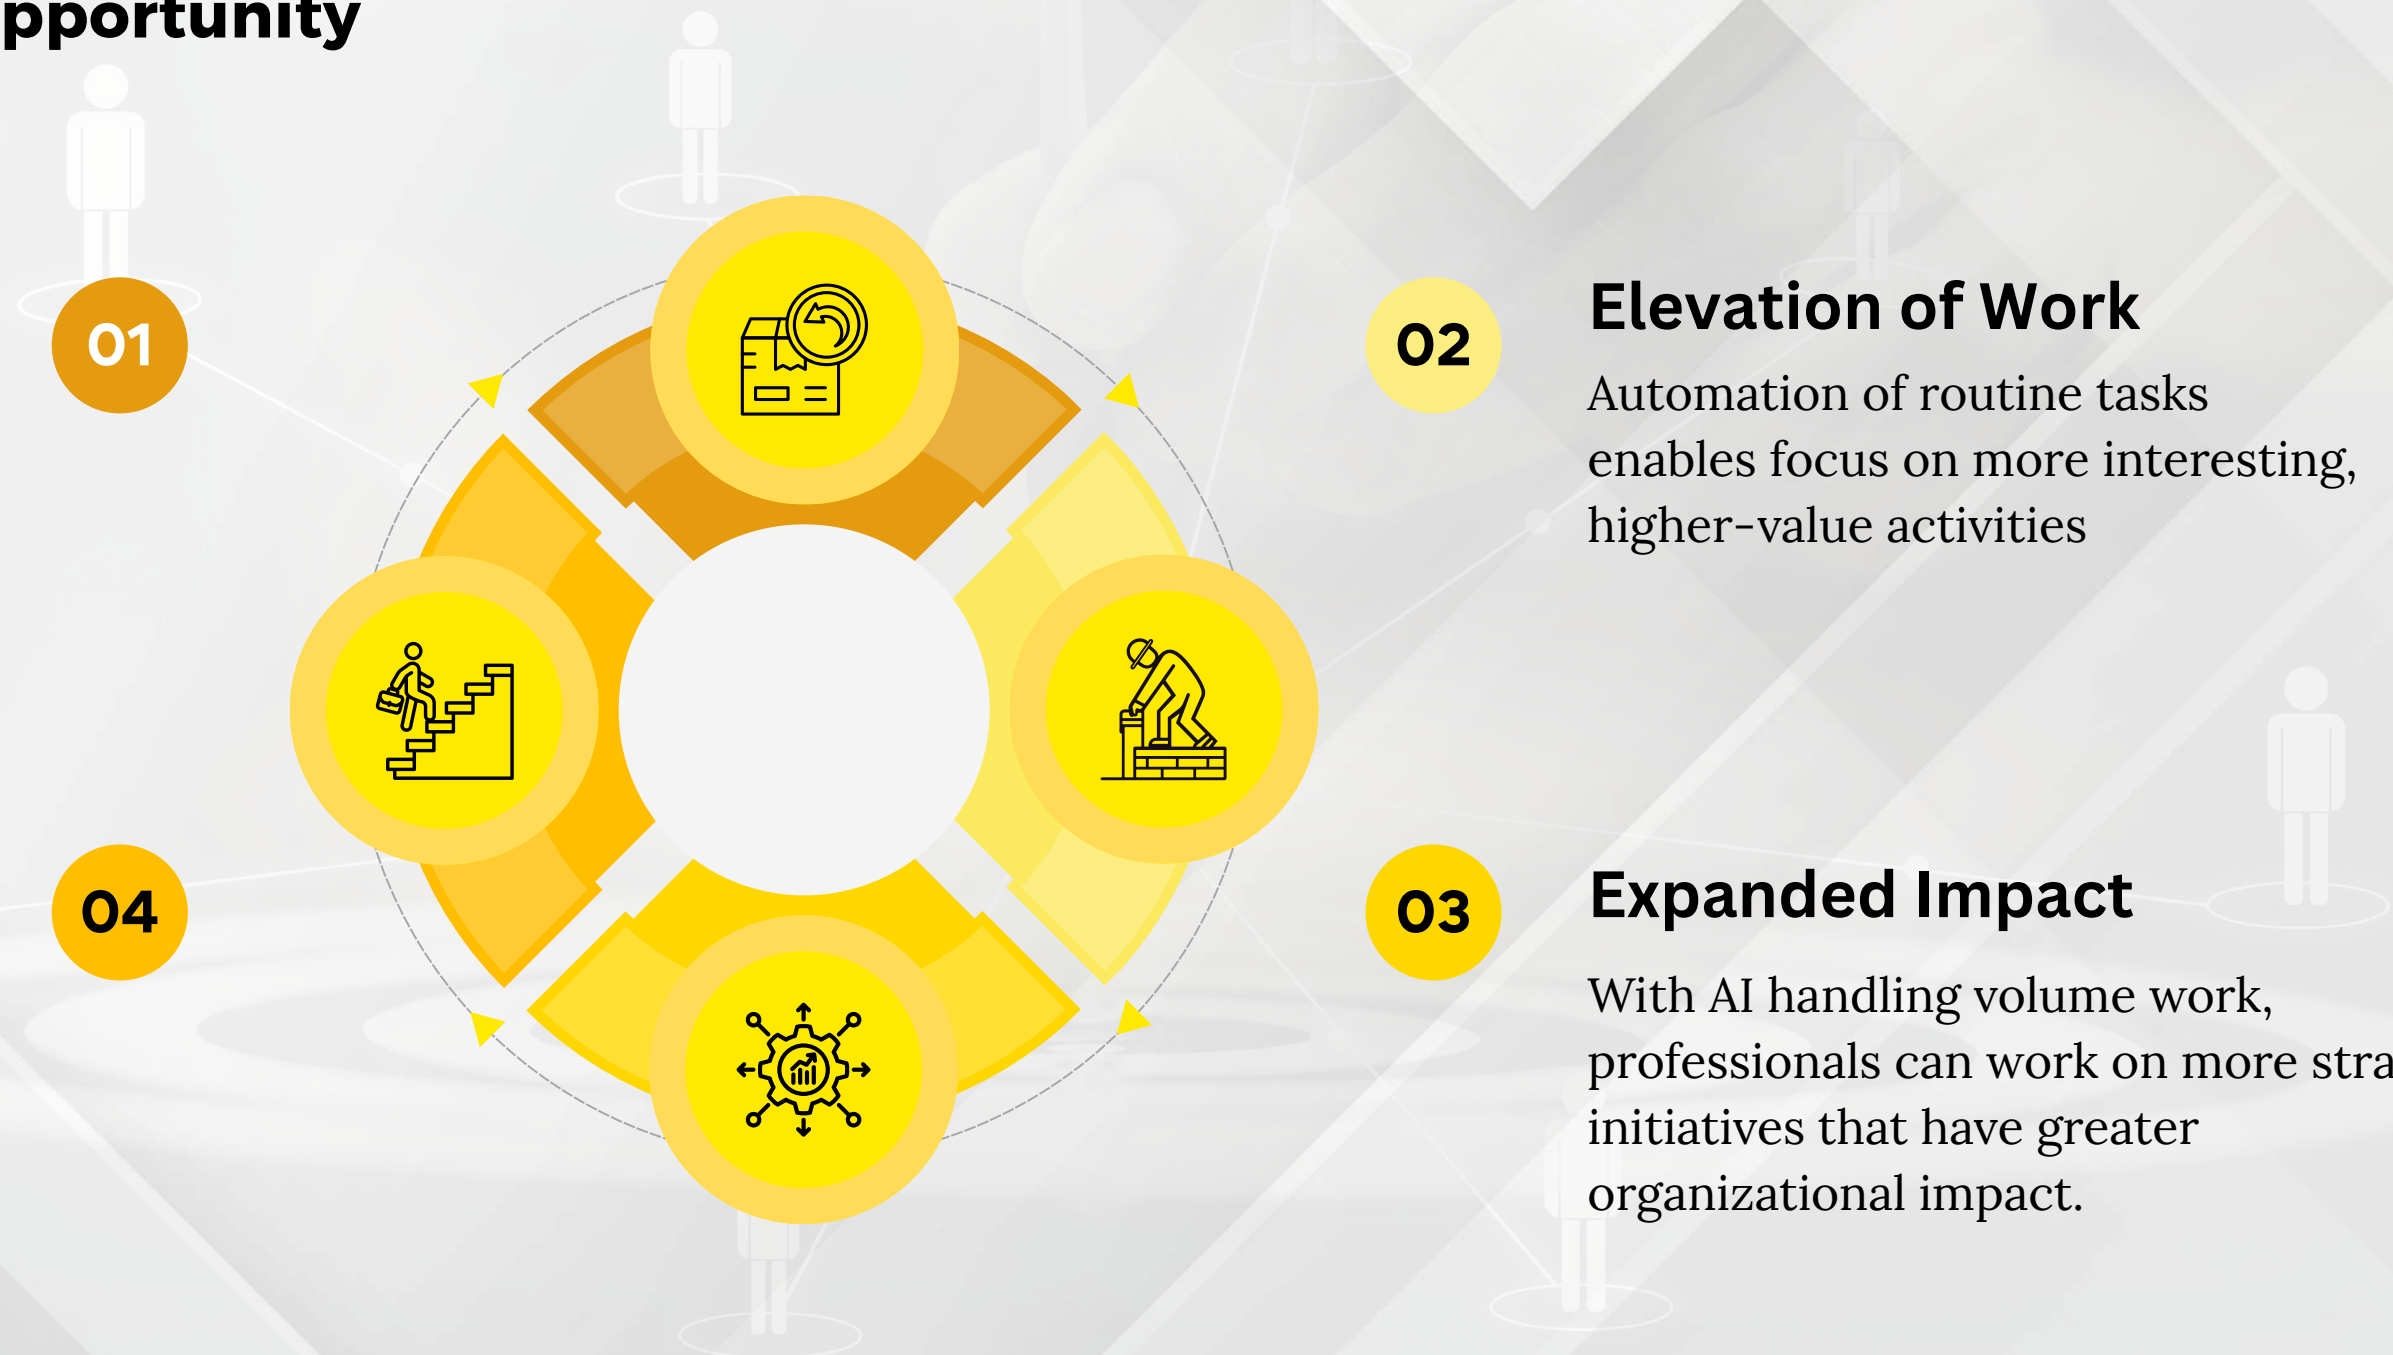 pportunity
01
02
Elevation of Work
Automation of routine tasks
enables focus on more interesting,
higher-value activities
04
03
Expanded Impact
With AI handling volume work,
professionals can work on more stra
initiatives that have greater
organizational impact.